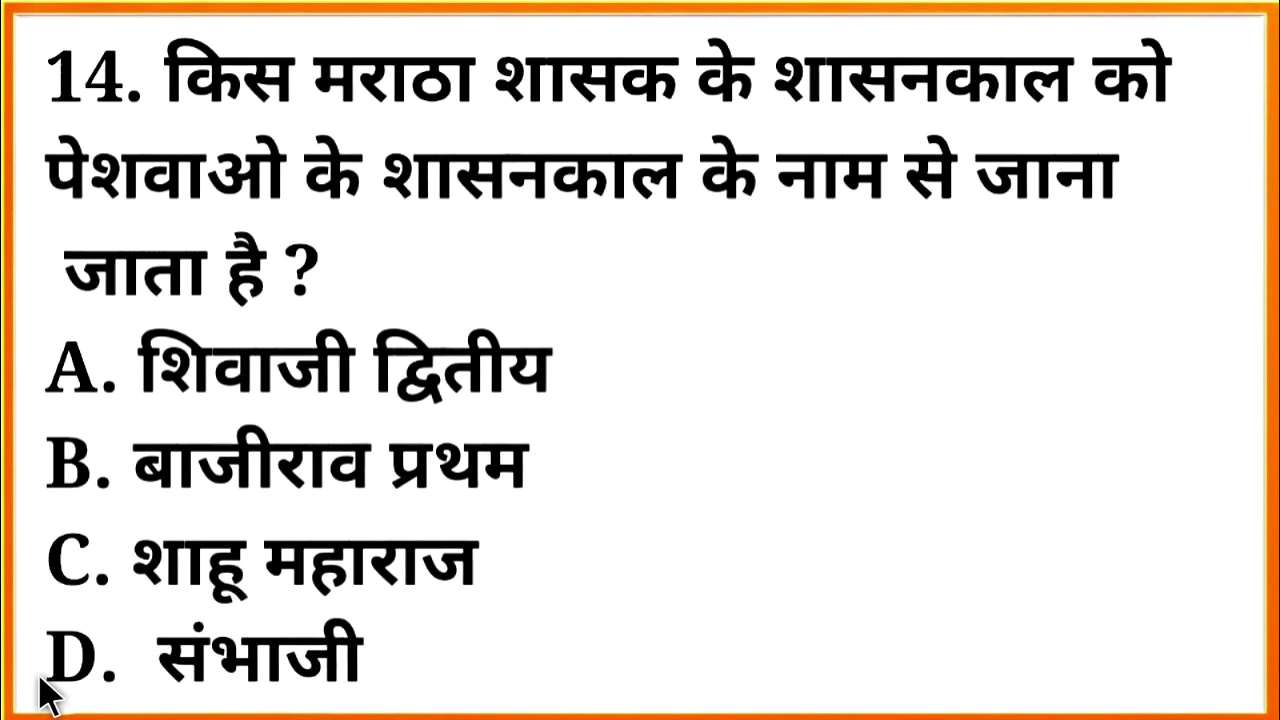 14. किस मराठा शासक के शासनकाल को
पेशवाओ के शासनकाल के नाम से जाना
जाता है ?
A. शिवाजी द्वितीय
B. बाजीराव प्रथम
C. शाहू महाराज
D. संभाजी